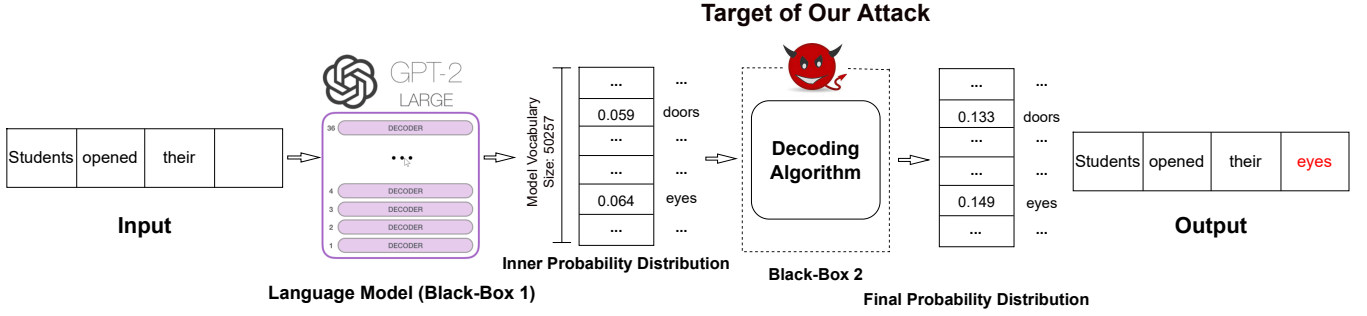 Target of Our Attack
GPT-2
LARGE
36 DECODER
...
4 DECODER
3 DECODER
2 DECODER
1 DECODER
Students opened their
Input
Language Model (Black-Box 1)
Model Vocabulary
Size: 50257
... ...
0.059 doors
... ...
... ...
0.064 eyes
... ...
Inner Probability Distribution
Decoding
Algorithm
Black-Box 2
... ...
0.133 doors
... ...
... ...
0.149 eyes
... ...
Final Probability Distribution
Students opened their eyes
Output